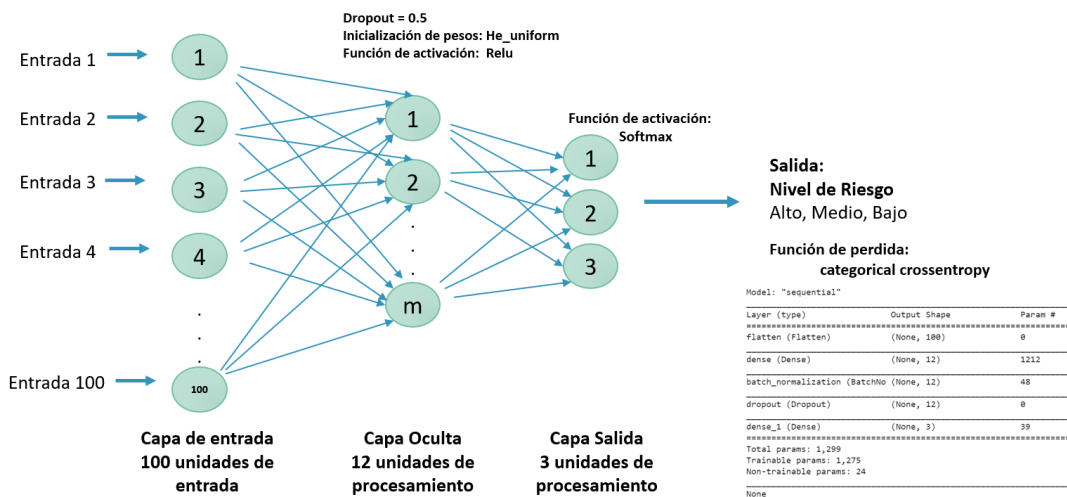 Dropout = 0.5
Inicialización de pesos: He_uniform
Función de activación: Relu
Entrada 1
Entrada 2
Entrada 3
Entrada 4
.
.
.
Entrada 100
1
2
3
4
.
.
.
100
1
2
.
.
.
m
Función de activación:
Softmax
1
2
3
Capa de entrada
100 unidades de
entrada
Capa Oculta
12 unidades de
procesamiento
Capa Salida
3 unidades de
procesamiento
Salida:
Nivel de Riesgo
Alto, Medio, Bajo
Función de perdida:
categorical crossentropy
Model: "sequential"
Layer (type) Output Shape Param #
flatten (Flatten) (None, 100) 0
dense (Dense) (None, 12) 1212
batch_normalization (BatchNo (None, 12) 48
dropout (Dropout) (None, 12) 0
dense_1 (Dense) (None, 3) 39
Total params: 1,299
Trainable params: 1,275
Non-trainable params: 24
None